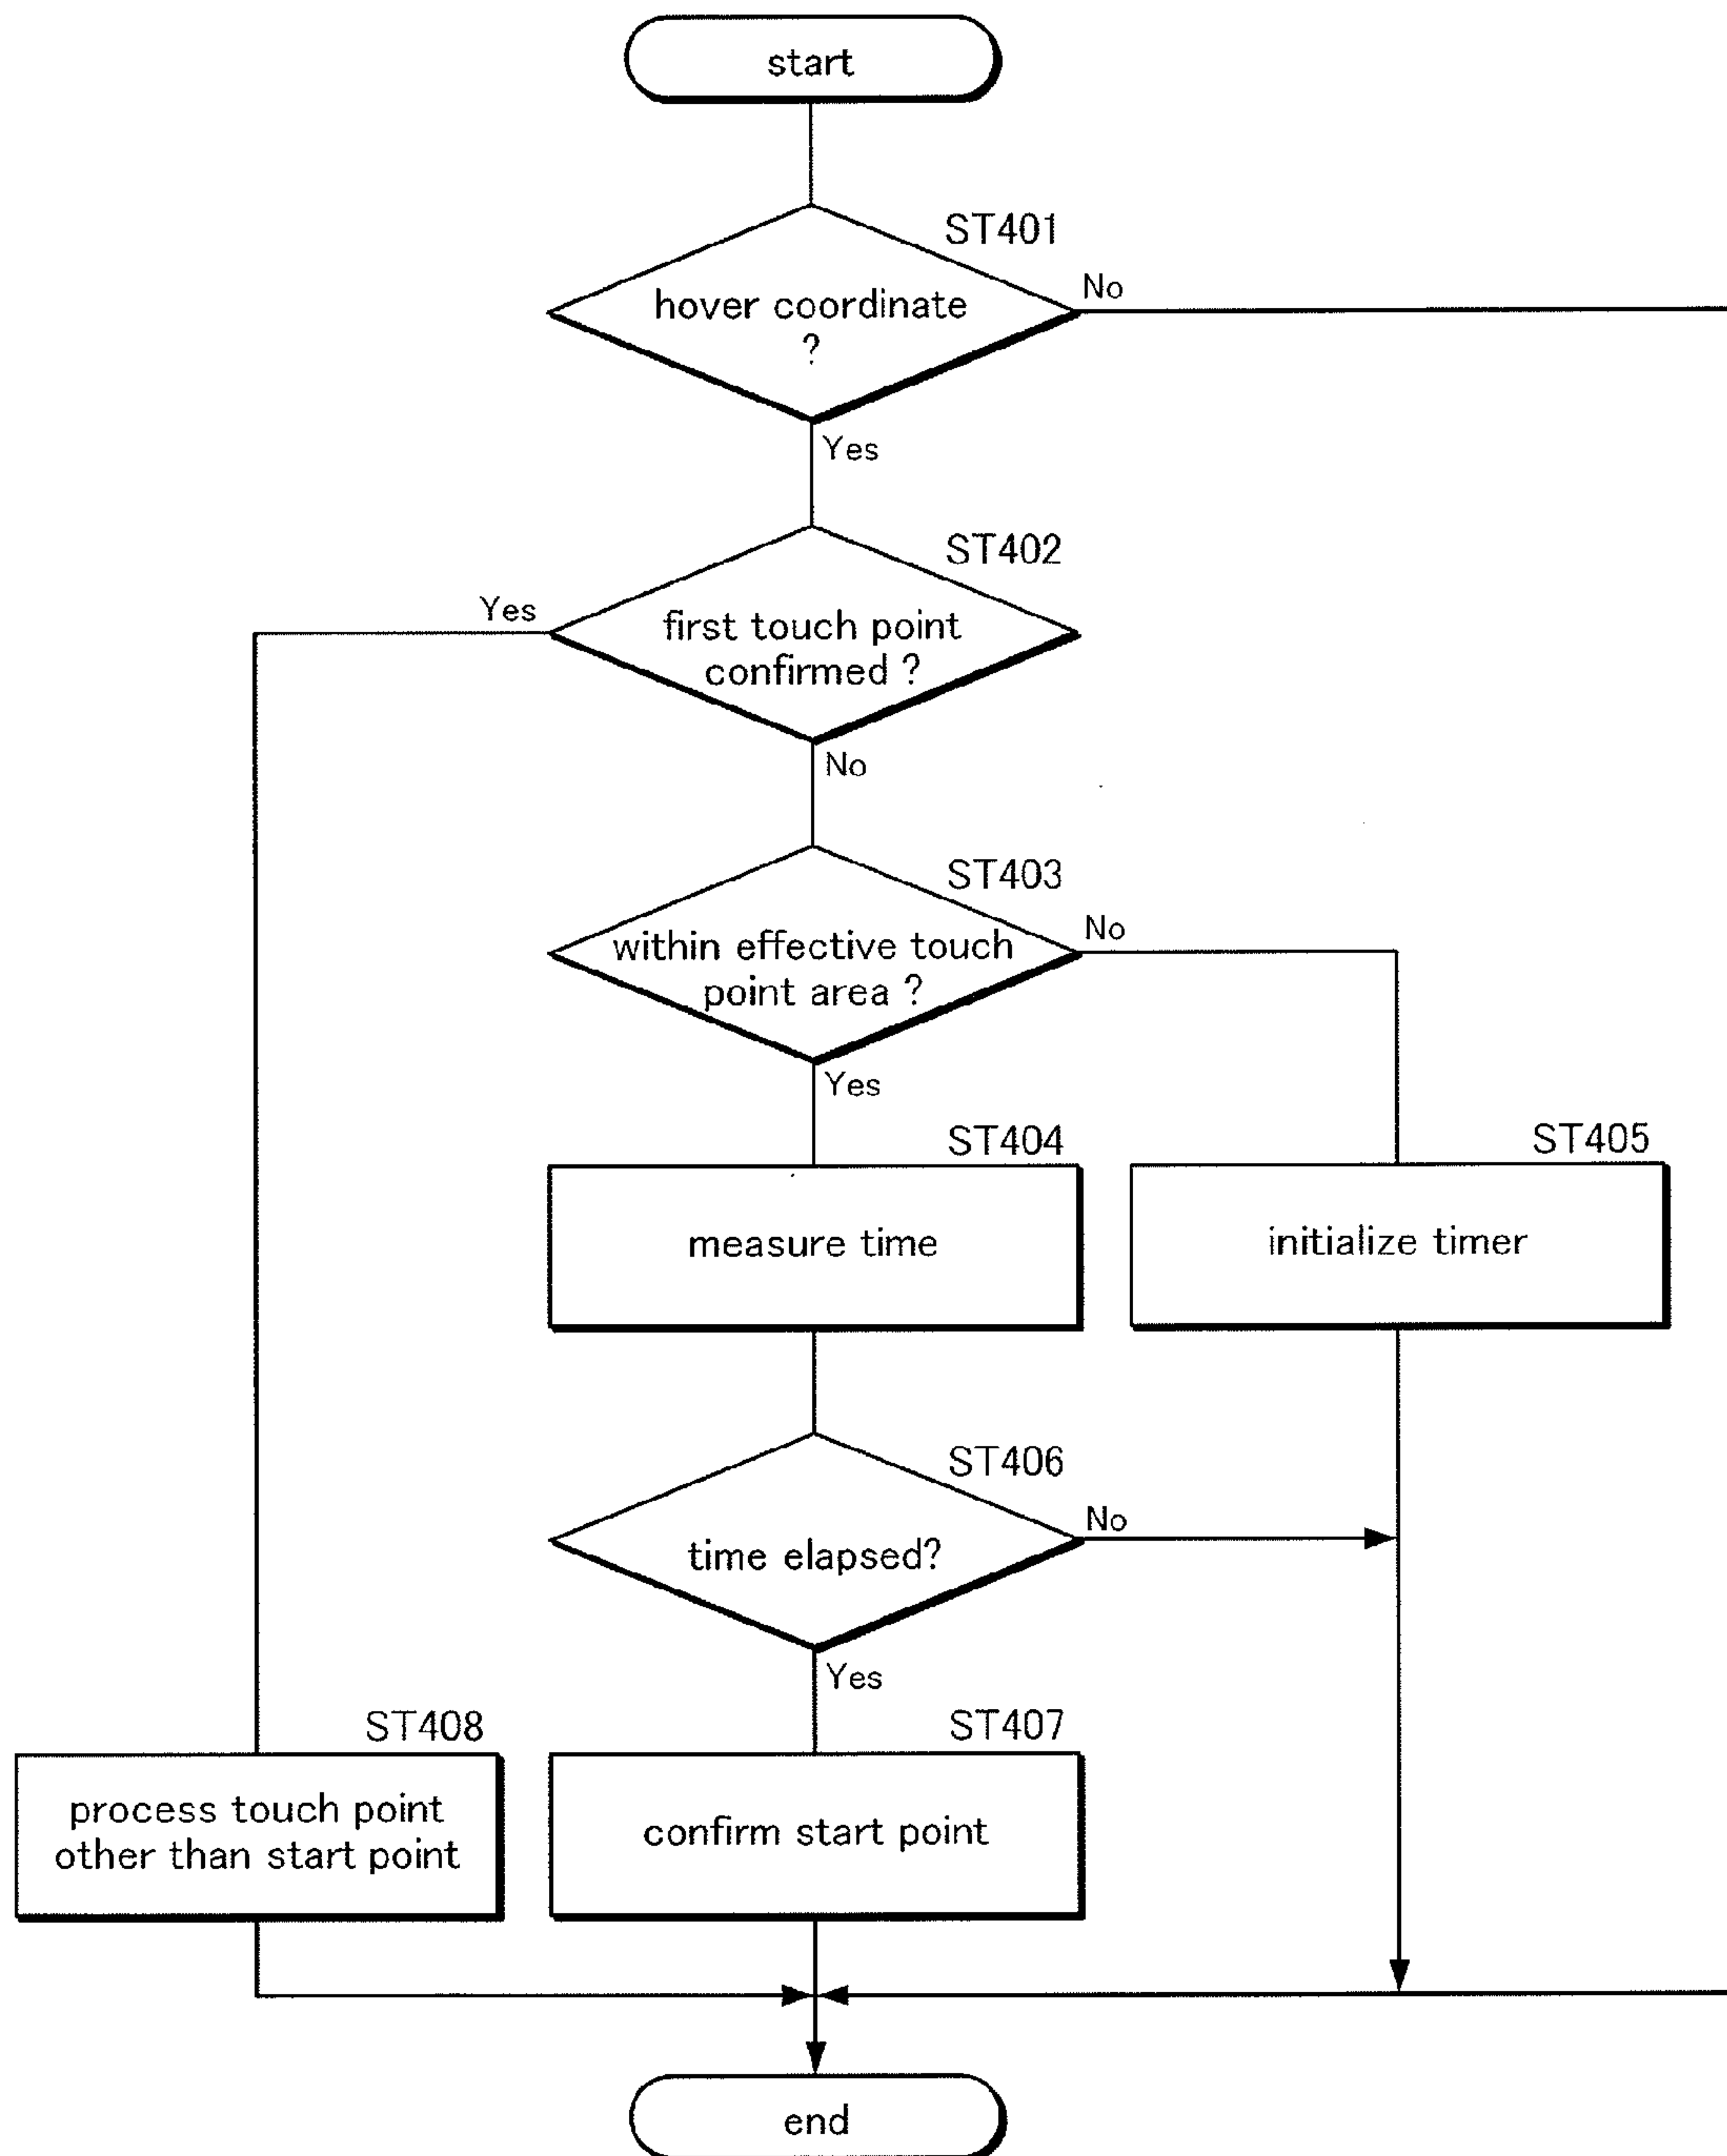 start
ST401
hover coordinate
?
No
Yes
ST402
Yes
first touch point
confirmed ?
No
ST403
within effective touch
point area ?
No
Yes
ST404
ST405
measure time
initialize timer
ST406
time elapsed?
No
Yes
ST408
ST407
process touch point
other than start point
confirm start point
end